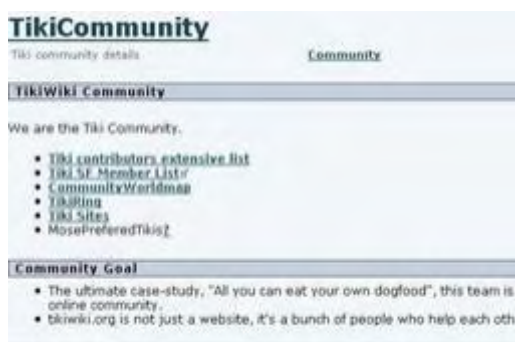 TikiCommunity
Tiki community details
Community
TikiWiki Community
We are the Tiki Community.
Tiki contributors extensive list
Tiki SF Member List
CommunityWorldmap
TikiRing
Tiki Sites
MosePreferedTikis?
Community Goal
The ultimate case-study, "All you can eat your own dogfood", this team is
online community.
tikiwiki.org is not just a website, it's a bunch of people who help each oth